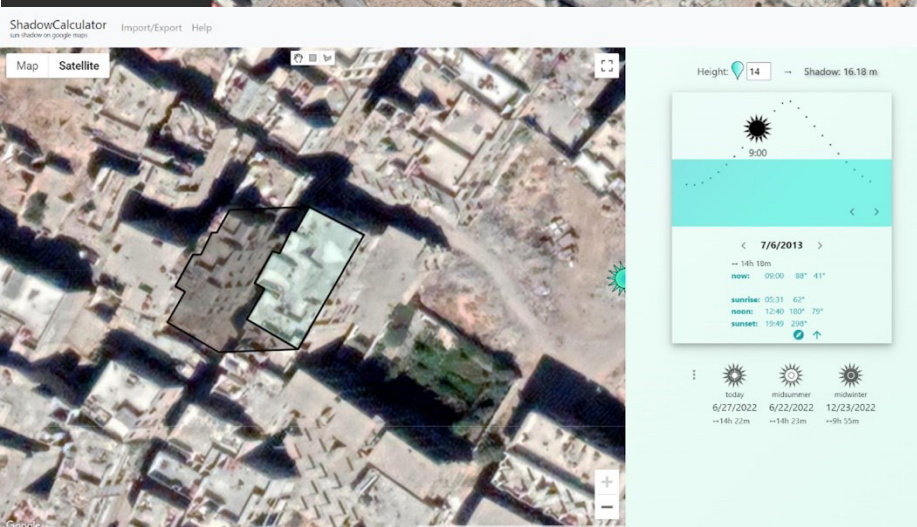 ShadowCalculator
sun shadow on google maps
Import/Export Help
Map Satellite
Height: 14 → Shadow: 16.18 m
9:00
< >
< 7/6/2013 >
↔ 14h 18m
now: 09:00 88° 41°
sunrise: 05:31 62°
noon: 12:40 180° 79°
sunset: 19:49 298°
today midsummer midwinter
6/27/2022 6/22/2022 12/23/2022
↔14h 22m ↔14h 23m ↔9h 55m
Google